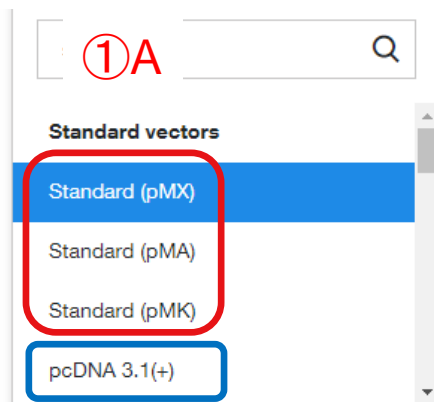 ①A
Standard vectors
Standard (pMX)
Standard (pMA)
Standard (pMK)
pcDNA 3.1(+)